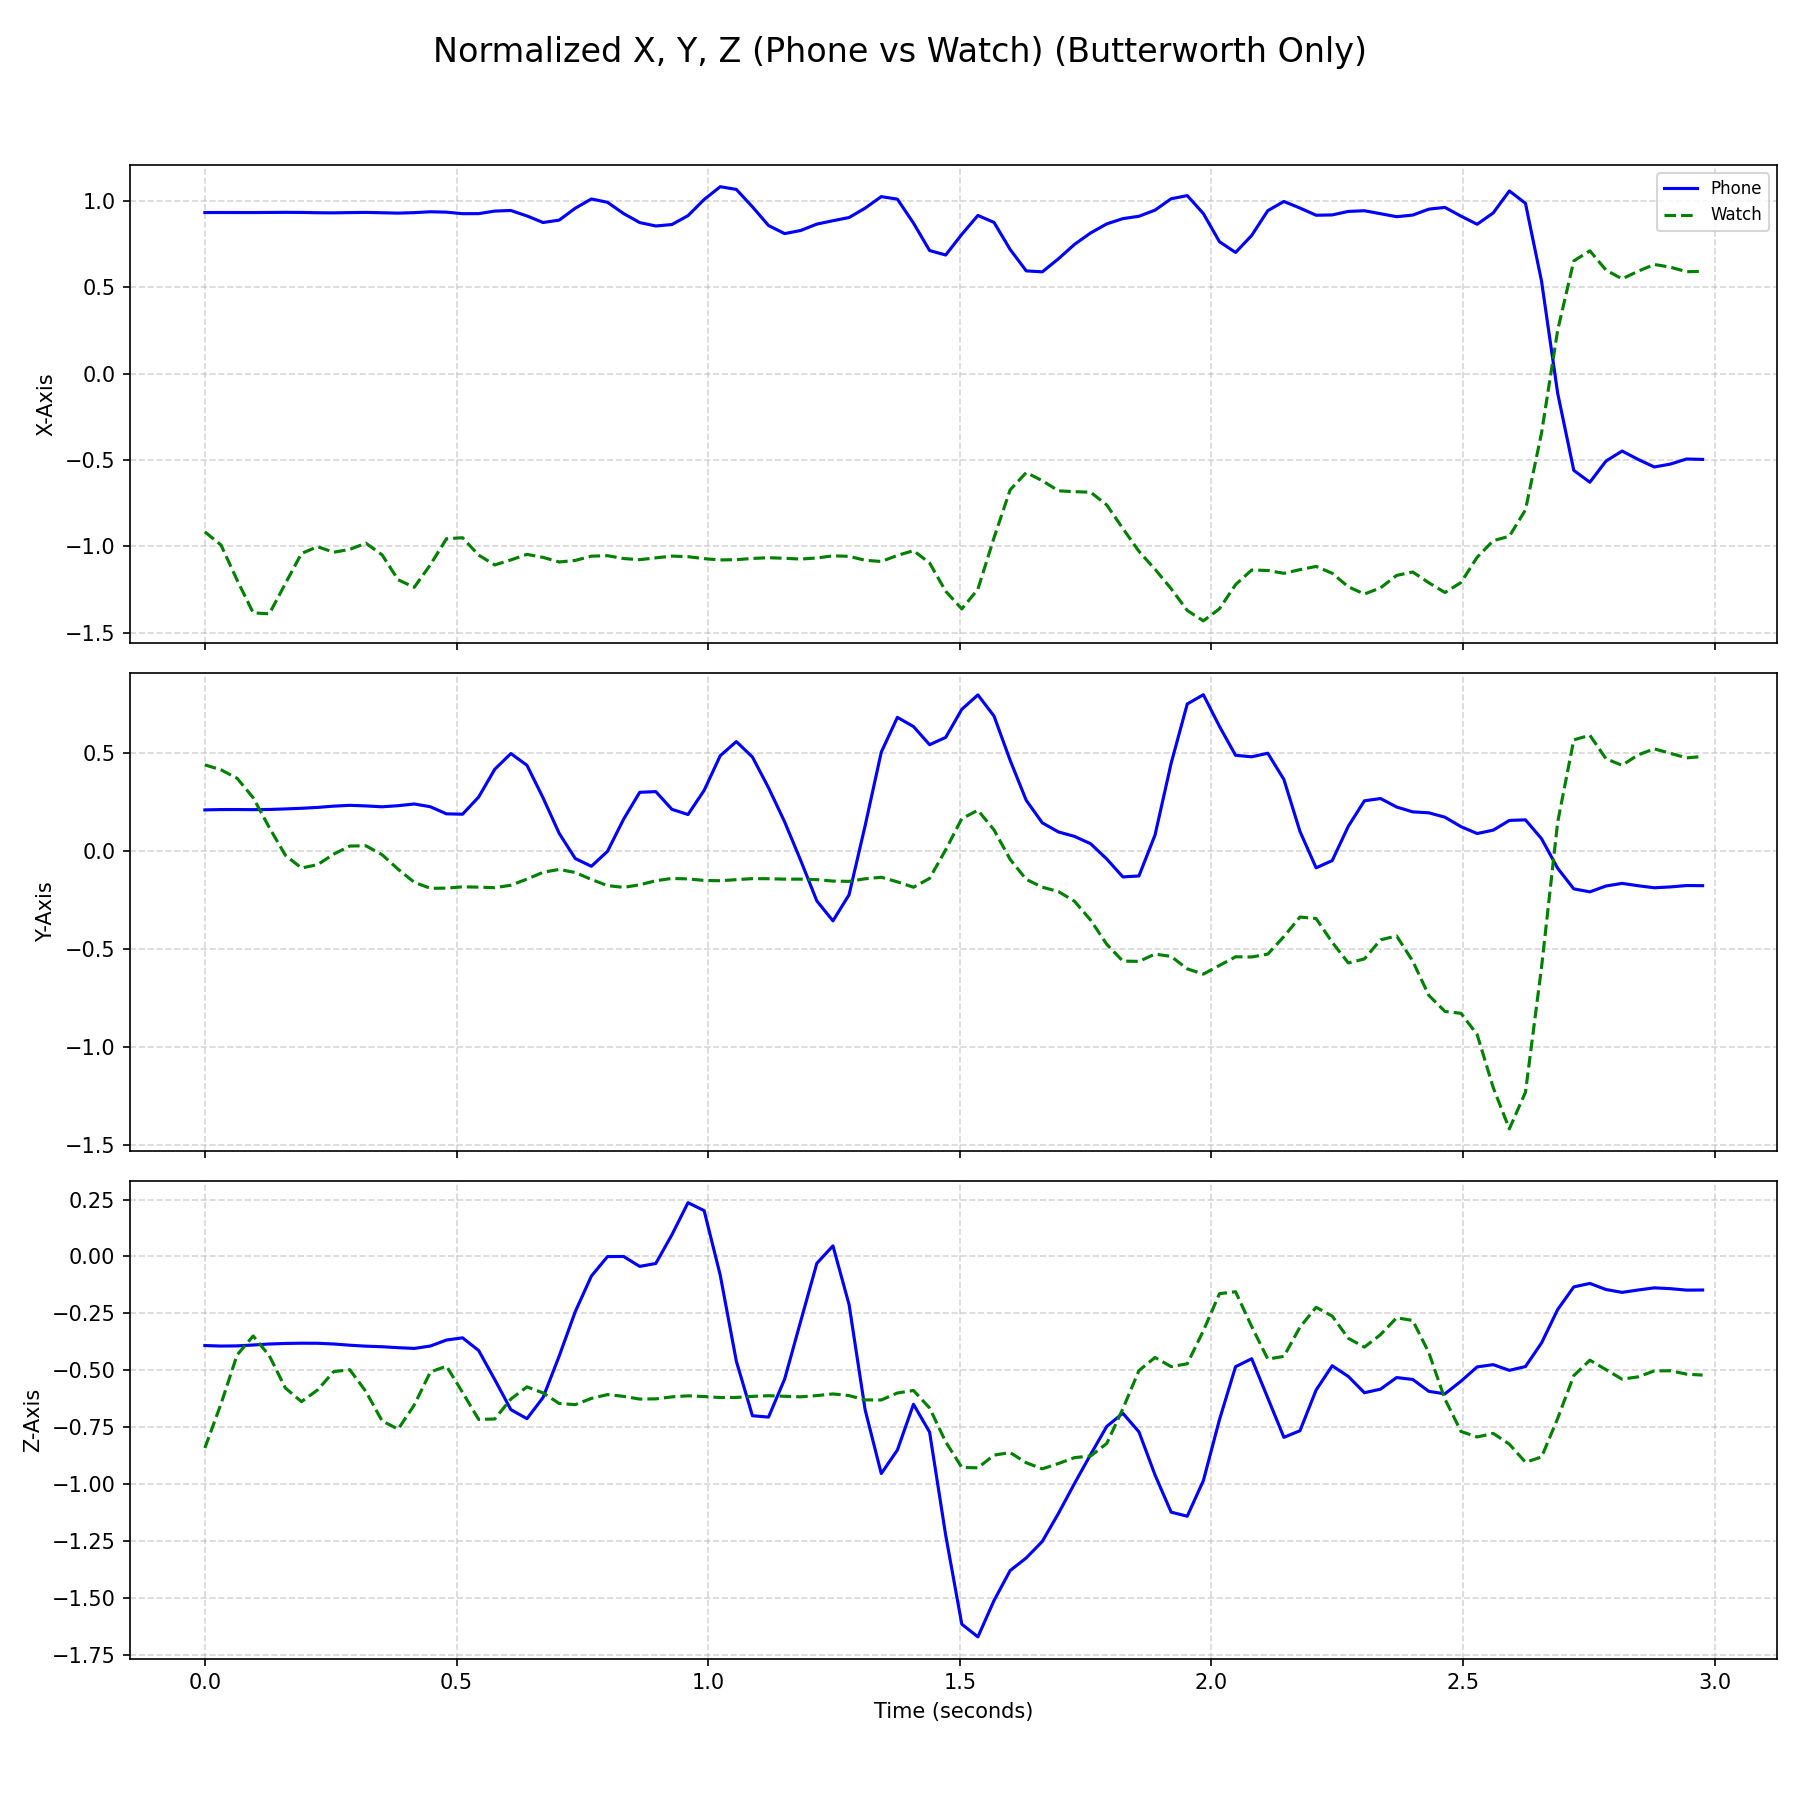 Normalized X, Y, Z (Phone vs Watch) (Butterworth Only)
Phone
Watch
X-Axis
1.0
0.5
0.0
−0.5
−1.0
−1.5
Y-Axis
0.5
0.0
−0.5
−1.0
−1.5
Z-Axis
0.25
0.00
−0.25
−0.50
−0.75
−1.00
−1.25
−1.50
−1.75
0.0 0.5 1.0 1.5 2.0 2.5 3.0
Time (seconds)